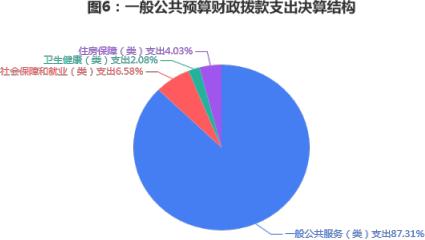 图6：一般公共预算财政拨款支出决算结构
住房保障（类）支出4.03%
卫生健康（类）支出2.08%
社会保障和就业（类）支出6.58%
一般公共服务（类）支出87.31%